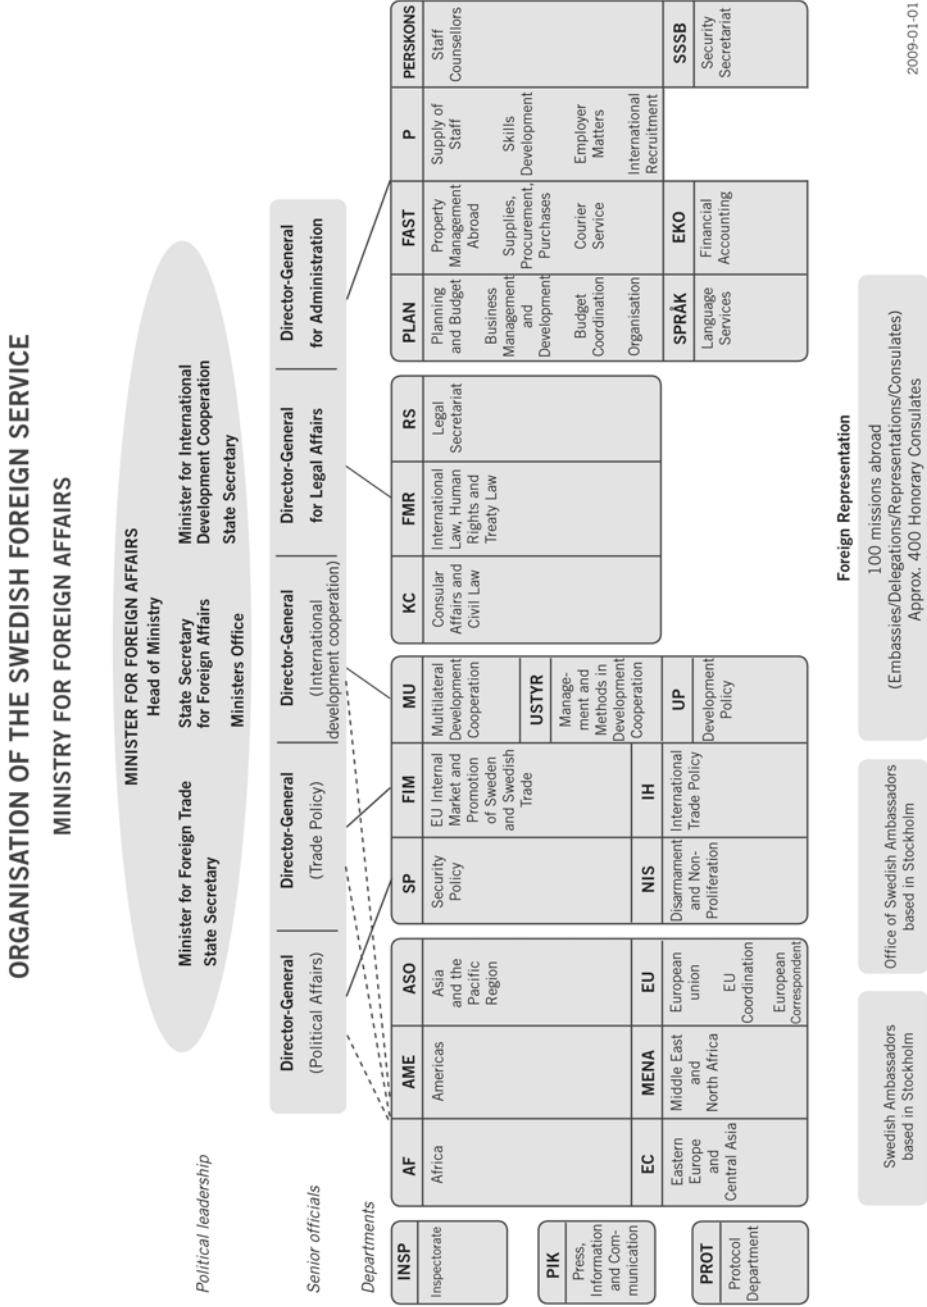 ORGANISATION OF THE SWEDISH FOREIGN SERVICE
MINISTRY FOR FOREIGN AFFAIRS
Political leadership
MINISTER FOR FOREIGN AFFAIRS
Head of Ministry
Minister for Foreign Trade
State Secretary
State Secretary
for Foreign Affairs
Ministers Office
Minister for International
Development Cooperation
State Secretary
Senior officials
Director-General
(Political Affairs)
Director-General
(Trade Policy)
Director-General
(International
development cooperation)
Director-General
for Legal Affairs
Director-General
for Administration
Departments
INSP
Inspectorate
PIK
Press,
Information
and Com-
munication
PROT
Protocol
Department
AF
Africa
AME
Americas
ASO
Asia
and the
Pacific
Region
EC
Eastern
Europe
and
Central Asia
MENA
Middle East
and
North Africa
EU
European
union
EU
Coordination
European
Correspondent
SP
Security
Policy
FIM
EU Internal
Market and
Promotion
of Sweden
and Swedish
Trade
MU
Multilateral
Development
Cooperation
USTYR
Manage-
ment and
Methods in
Development
Cooperation
NIS
Disarmament
and Non-
Proliferation
IH
International
Trade Policy
UP
Development
Policy
KC
Consular
Affairs and
Civil Law
FMR
International
Law, Human
Rights and
Treaty Law
RS
Legal
Secretariat
PLAN
Planning
and Budget
Business
Management
and
Development
Budget
Coordination
Organisation
FAST
Property
Management
Abroad
Supplies,
Procurement,
Purchases
Courier
Service
P
Supply of
Staff
Skills
Development
Employer
Matters
International
Recruitment
PERSKONS
Staff
Counsellors
SPRÅK
Language
Services
EKO
Financial
Accounting
SSSB
Security
Secretariat
Swedish Ambassadors
based in Stockholm
Office of Swedish Ambassadors
based in Stockholm
Foreign Representation
100 missions abroad
(Embassies/Delegations/Representations/Consulates)
Approx. 400 Honorary Consulates
2009-01-01